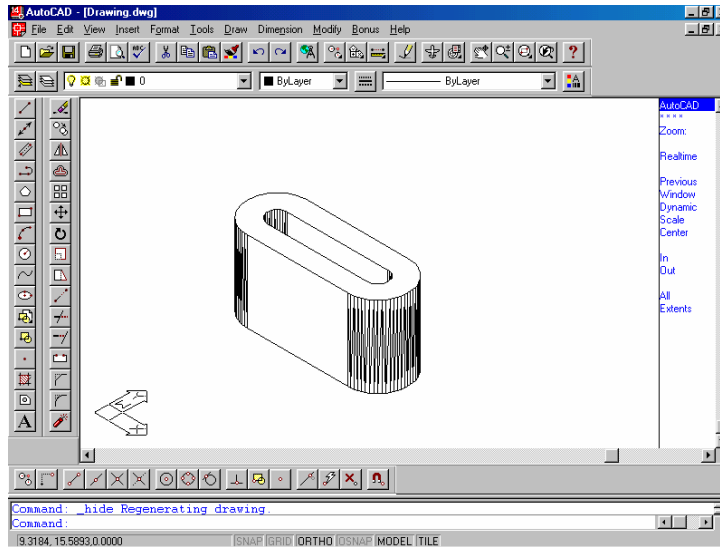 AutoCAD - [Drawing.dwg]
File Edit View Insert Format Tools Draw Dimension Modify Bonus Help
0 ByLayer ByLayer
AutoCAD
* * * *
Zoom:
Realtime
Previous
Window
Dynamic
Scale
Center
In
Out
All
Extents
A
Command: _hide Regenerating drawing.
Command:
9.3184, 15.5893,0.0000 SNAP GRID ORTHO OSNAP MODEL TILE